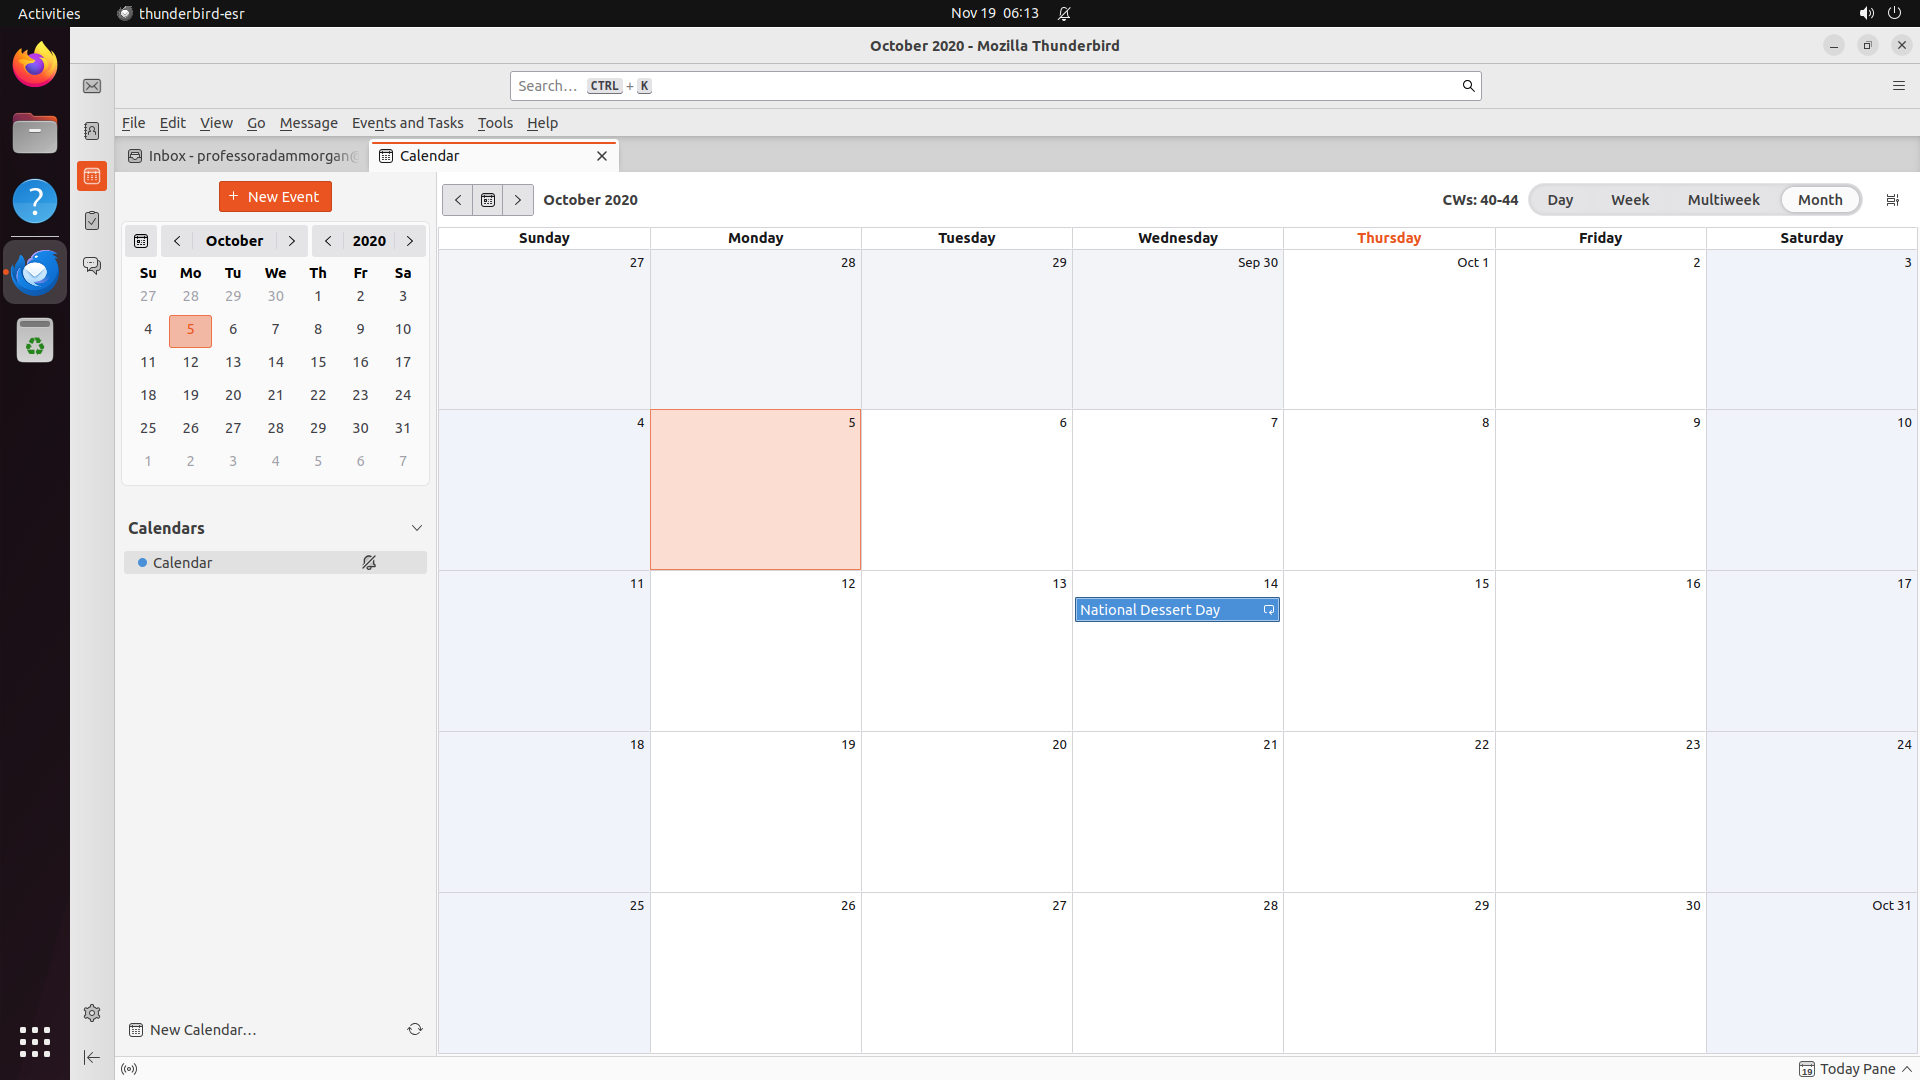 Activities thunderbird-esr Nov 19 06:13
October 2020 - Mozilla Thunderbird
Search… CTRL + K
File Edit View Go Message Events and Tasks Tools Help
Inbox - professoradammorgan@ Calendar
+ New Event
October 2020 CWs: 40-44 Day Week Multiweek Month
October 2020
Su Mo Tu We Th Fr Sa
27 28 29 30 1 2 3
4 5 6 7 8 9 10
11 12 13 14 15 16 17
18 19 20 21 22 23 24
25 26 27 28 29 30 31
1 2 3 4 5 6 7
Calendars
Calendar
New Calendar…
Sunday Monday Tuesday Wednesday Thursday Friday Saturday
27 28 29 Sep 30 Oct 1 2 3
4 5 6 7 8 9 10
11 12 13 14 15 16 17
National Dessert Day
18 19 20 21 22 23 24
25 26 27 28 29 30 Oct 31
19 Today Pane